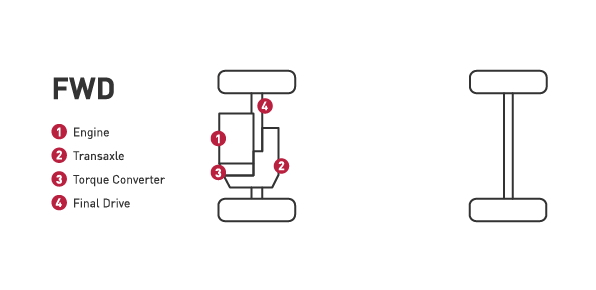 FWD
1 Engine
2 Transaxle
3 Torque Converter
4 Final Drive
4
1
2
3